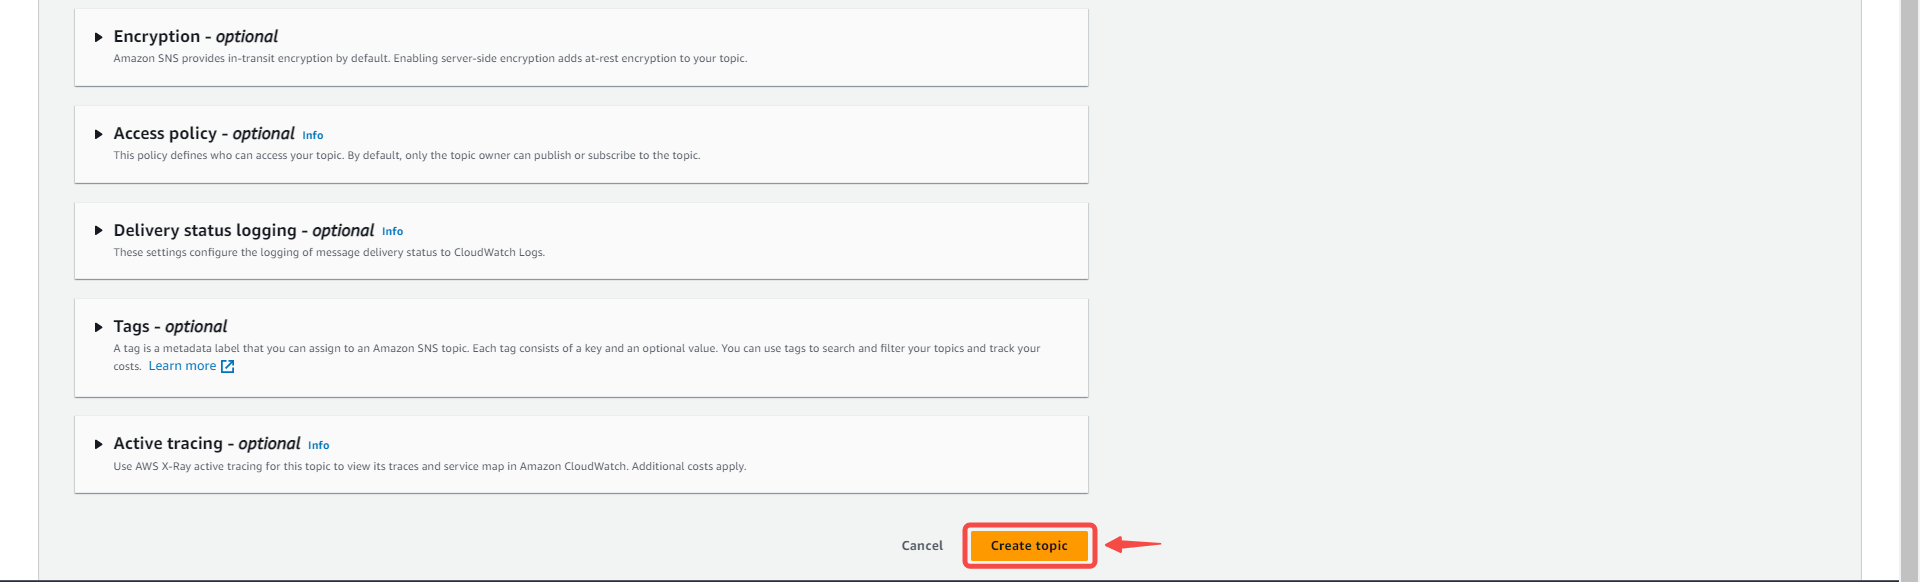 Encryption - optional
Amazon SNS provides in-transit encryption by default. Enabling server-side encryption adds at-rest encryption to your topic.
Access policy - optional Info
This policy defines who can access your topic. By default, only the topic owner can publish or subscribe to the topic.
Delivery status logging - optional Info
These settings configure the logging of message delivery status to CloudWatch Logs.
Tags - optional
A tag is a metadata label that you can assign to an Amazon SNS topic. Each tag consists of a key and an optional value. You can use tags to search and filter your topics and track your
costs. Learn more
Active tracing - optional Info
Use AWS X-Ray active tracing for this topic to view its traces and service map in Amazon CloudWatch. Additional costs apply.
Cancel Create topic